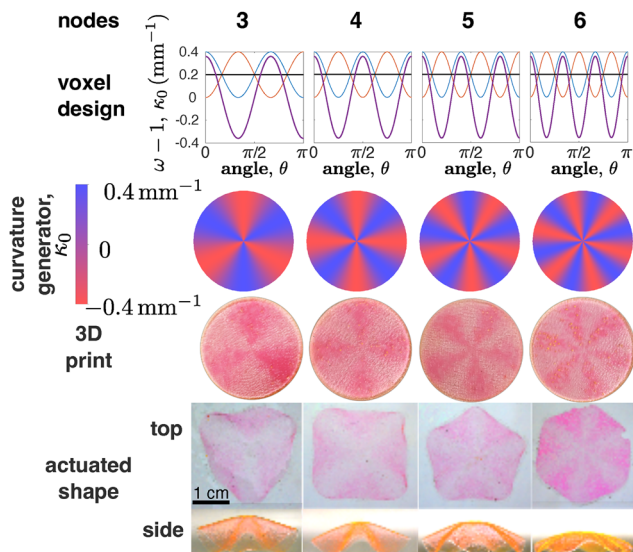 nodes 3 4 5 6
voxel design
ω − 1, κ₀ (mm⁻¹)
0.4
0.2
0
-0.4
0 π/2 π 0 π/2 π 0 π/2 π 0 π/2 π
angle, θ angle, θ angle, θ angle, θ
curvature generator, κ₀
0.4 mm⁻¹
0
−0.4 mm⁻¹
3D print
top
actuated shape
1 cm
side